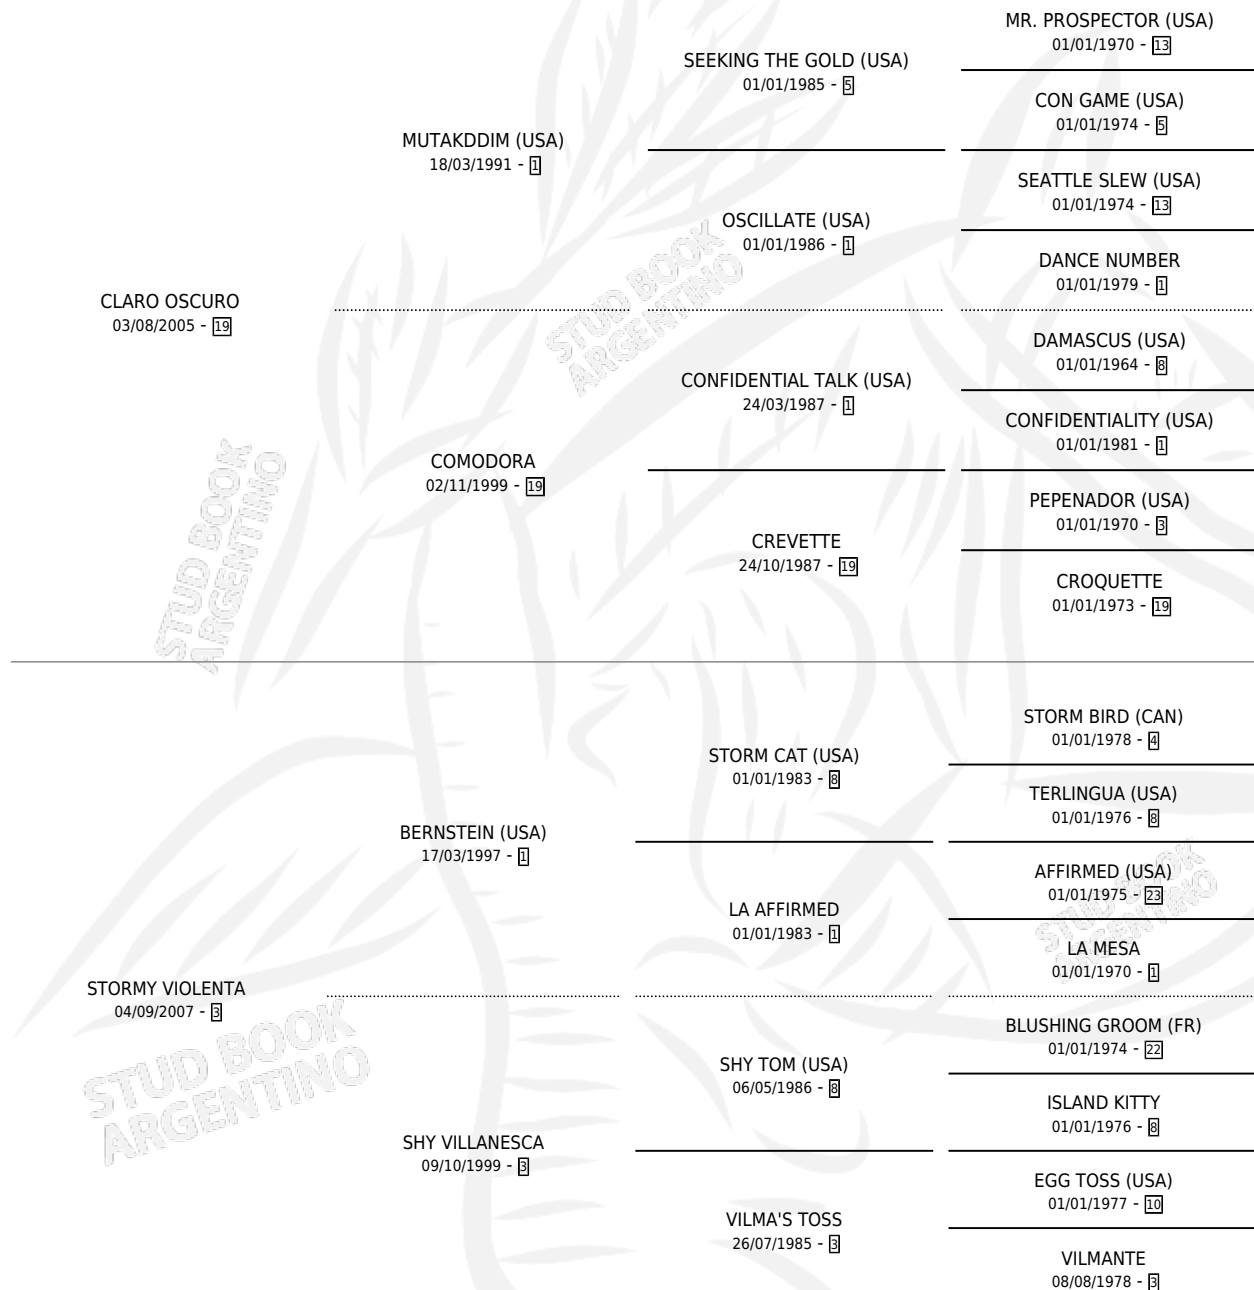 MR. PROSPECTOR (USA)
01/01/1970 - 13
SEEKING THE GOLD (USA)
01/01/1985 - 5
CON GAME (USA)
01/01/1974 - 5
MUTAKDDIM (USA)
18/03/1991 - 1
SEATTLE SLEW (USA)
01/01/1974 - 13
OSCILLATE (USA)
01/01/1986 - 1
DANCE NUMBER
01/01/1979 - 1
CLARO OSCURO
03/08/2005 - 19
STUD BOOK
ARGENTINO
DAMASCUS (USA)
01/01/1964 - 8
CONFIDENTIAL TALK (USA)
24/03/1987 - 1
CONFIDENTIALITY (USA)
01/01/1981 - 1
COMODORA
02/11/1999 - 19
PEPENADOR (USA)
01/01/1970 - 3
CREVETTE
24/10/1987 - 19
CROQUETTE
01/01/1973 - 19
STUD BOOK
ARGENTINO
STORM BIRD (CAN)
01/01/1978 - 4
STORM CAT (USA)
01/01/1983 - 8
TERLINGUA (USA)
01/01/1976 - 8
BERNSTEIN (USA)
17/03/1997 - 1
AFFIRMED (USA)
01/01/1975 - 23
LA AFFIRMED
01/01/1983 - 1
LA MESA
01/01/1970 - 1
STUD BOOK
ARGENTINO
STORMY VIOLENTA
04/09/2007 - 3
STUD BOOK
ARGENTINO
BLUSHING GROOM (FR)
01/01/1974 - 22
SHY TOM (USA)
06/05/1986 - 8
ISLAND KITTY
01/01/1976 - 8
SHY VILLANESCA
09/10/1999 - 3
EGG TOSS (USA)
01/01/1977 - 10
VILMA'S TOSS
26/07/1985 - 3
VILMANTE
08/08/1978 - 3